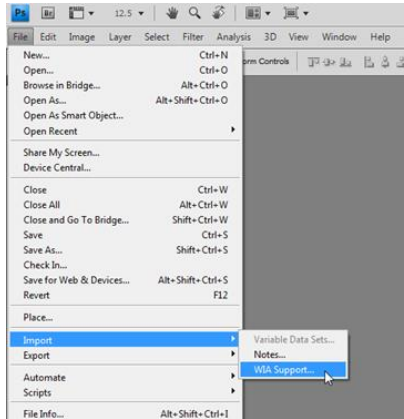 Ps Br 12.5
File Edit Image Layer Select Filter Analysis 3D View Window Help
New... Ctrl+N
orm Controls
Open... Ctrl+O
Browse in Bridge... Alt+Ctrl+O
Open As... Alt+Shift+Ctrl+O
Open As Smart Object...
Open Recent
Share My Screen...
Device Central...
Close Ctrl+W
Close All Alt+Ctrl+W
Close and Go To Bridge... Shift+Ctrl+W
Save Ctrl+S
Save As... Shift+Ctrl+S
Check In...
Save for Web & Devices... Alt+Shift+Ctrl+S
Revert F12
Place...
Import
Variable Data Sets...
Export
Notes...
WIA Support...
Automate
Scripts
File Info... Alt+Shift+Ctrl+I